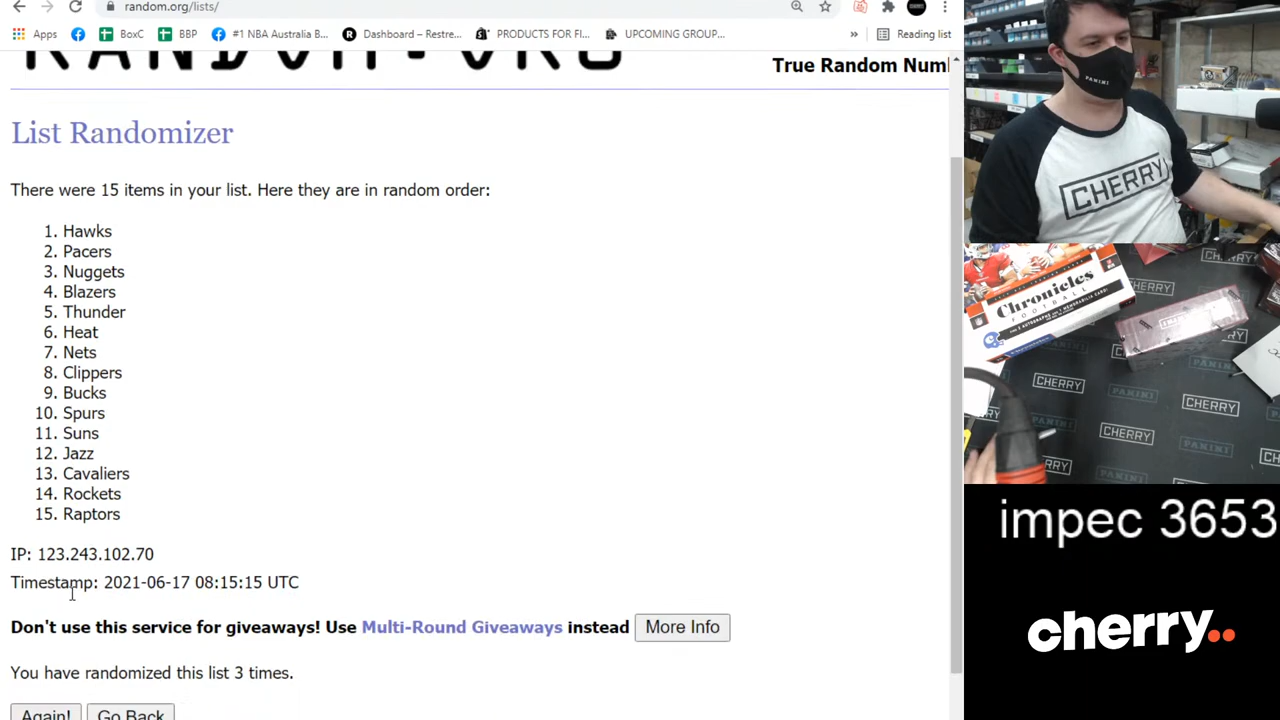 random.org/lists/
Apps BoxC BBP #1 NBA Australia B... Dashboard – Restre... PRODUCTS FOR FI... UPCOMING GROUP... » Reading list
RANDOM.ORG
True Random Numb
List Randomizer
There were 15 items in your list. Here they are in random order:
1. Hawks
2. Pacers
3. Nuggets
4. Blazers
5. Thunder
6. Heat
7. Nets
8. Clippers
9. Bucks
10. Spurs
11. Suns
12. Jazz
13. Cavaliers
14. Rockets
15. Raptors
IP: 123.243.102.70
Timestamp: 2021-06-17 08:15:15 UTC
Don't use this service for giveaways! Use Multi-Round Giveaways instead More Info
You have randomized this list 3 times.
Again! Go Back
PANINI
CHERRY
Chronicles
FOOTBALL
CHERRY
PANINI
CHERRY
PANINI
CHERRY
CHERRY
PANINI
CHERRY
impec 3653
cherry..